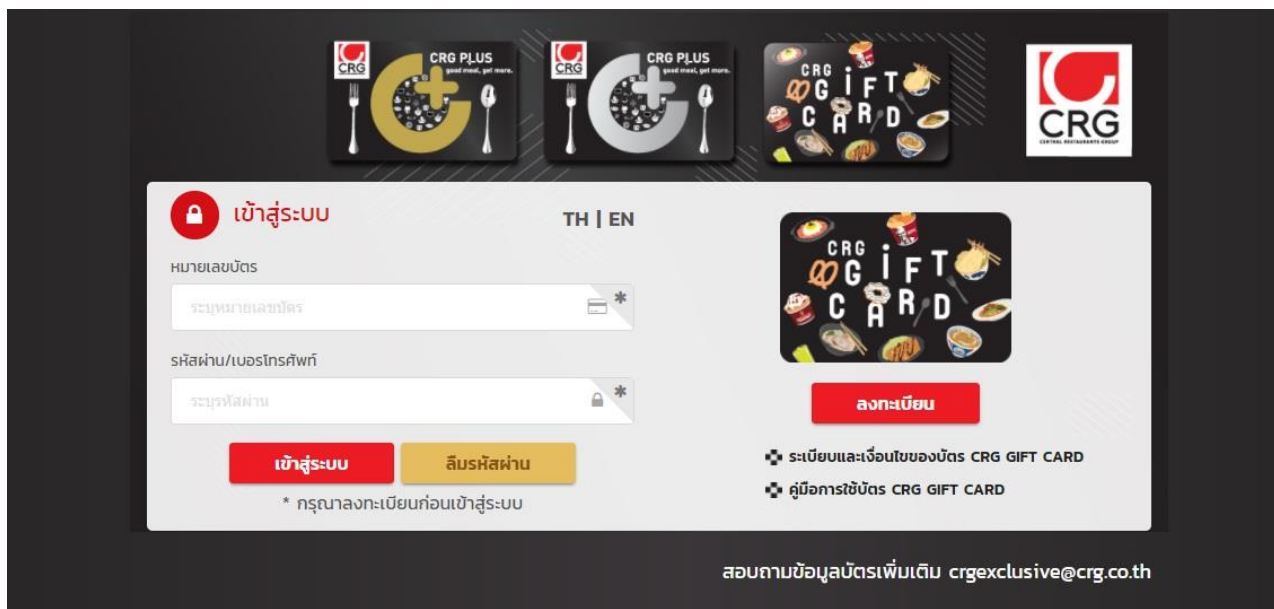 CRG
CRG PLUS
good meal, get more.
CRG
CRG PLUS
good meal, get more.
CRG
GIFT
CARD
CRG
CENTRAL RESTAURANTS GROUP
เข้าสู่ระบบ
TH | EN
หมายเลขบัตร
ระบุหมายเลขบัตร
*
รหัสผ่าน/เบอรโทรศัพท์
ระบุรหัสผ่าน
*
เข้าสู่ระบบ
ลืมรหัสผ่าน
* กรุณาลงทะเบียนก่อนเข้าสู่ระบบ
CRG
GIFT
CARD
ลงทะเบียน
ระเบียบและเงื่อนไขของบัตร CRG GIFT CARD
คู่มือการใช้บัตร CRG GIFT CARD
สอบถามข้อมูลบัตรเพิ่มเติม crgexclusive@crg.co.th